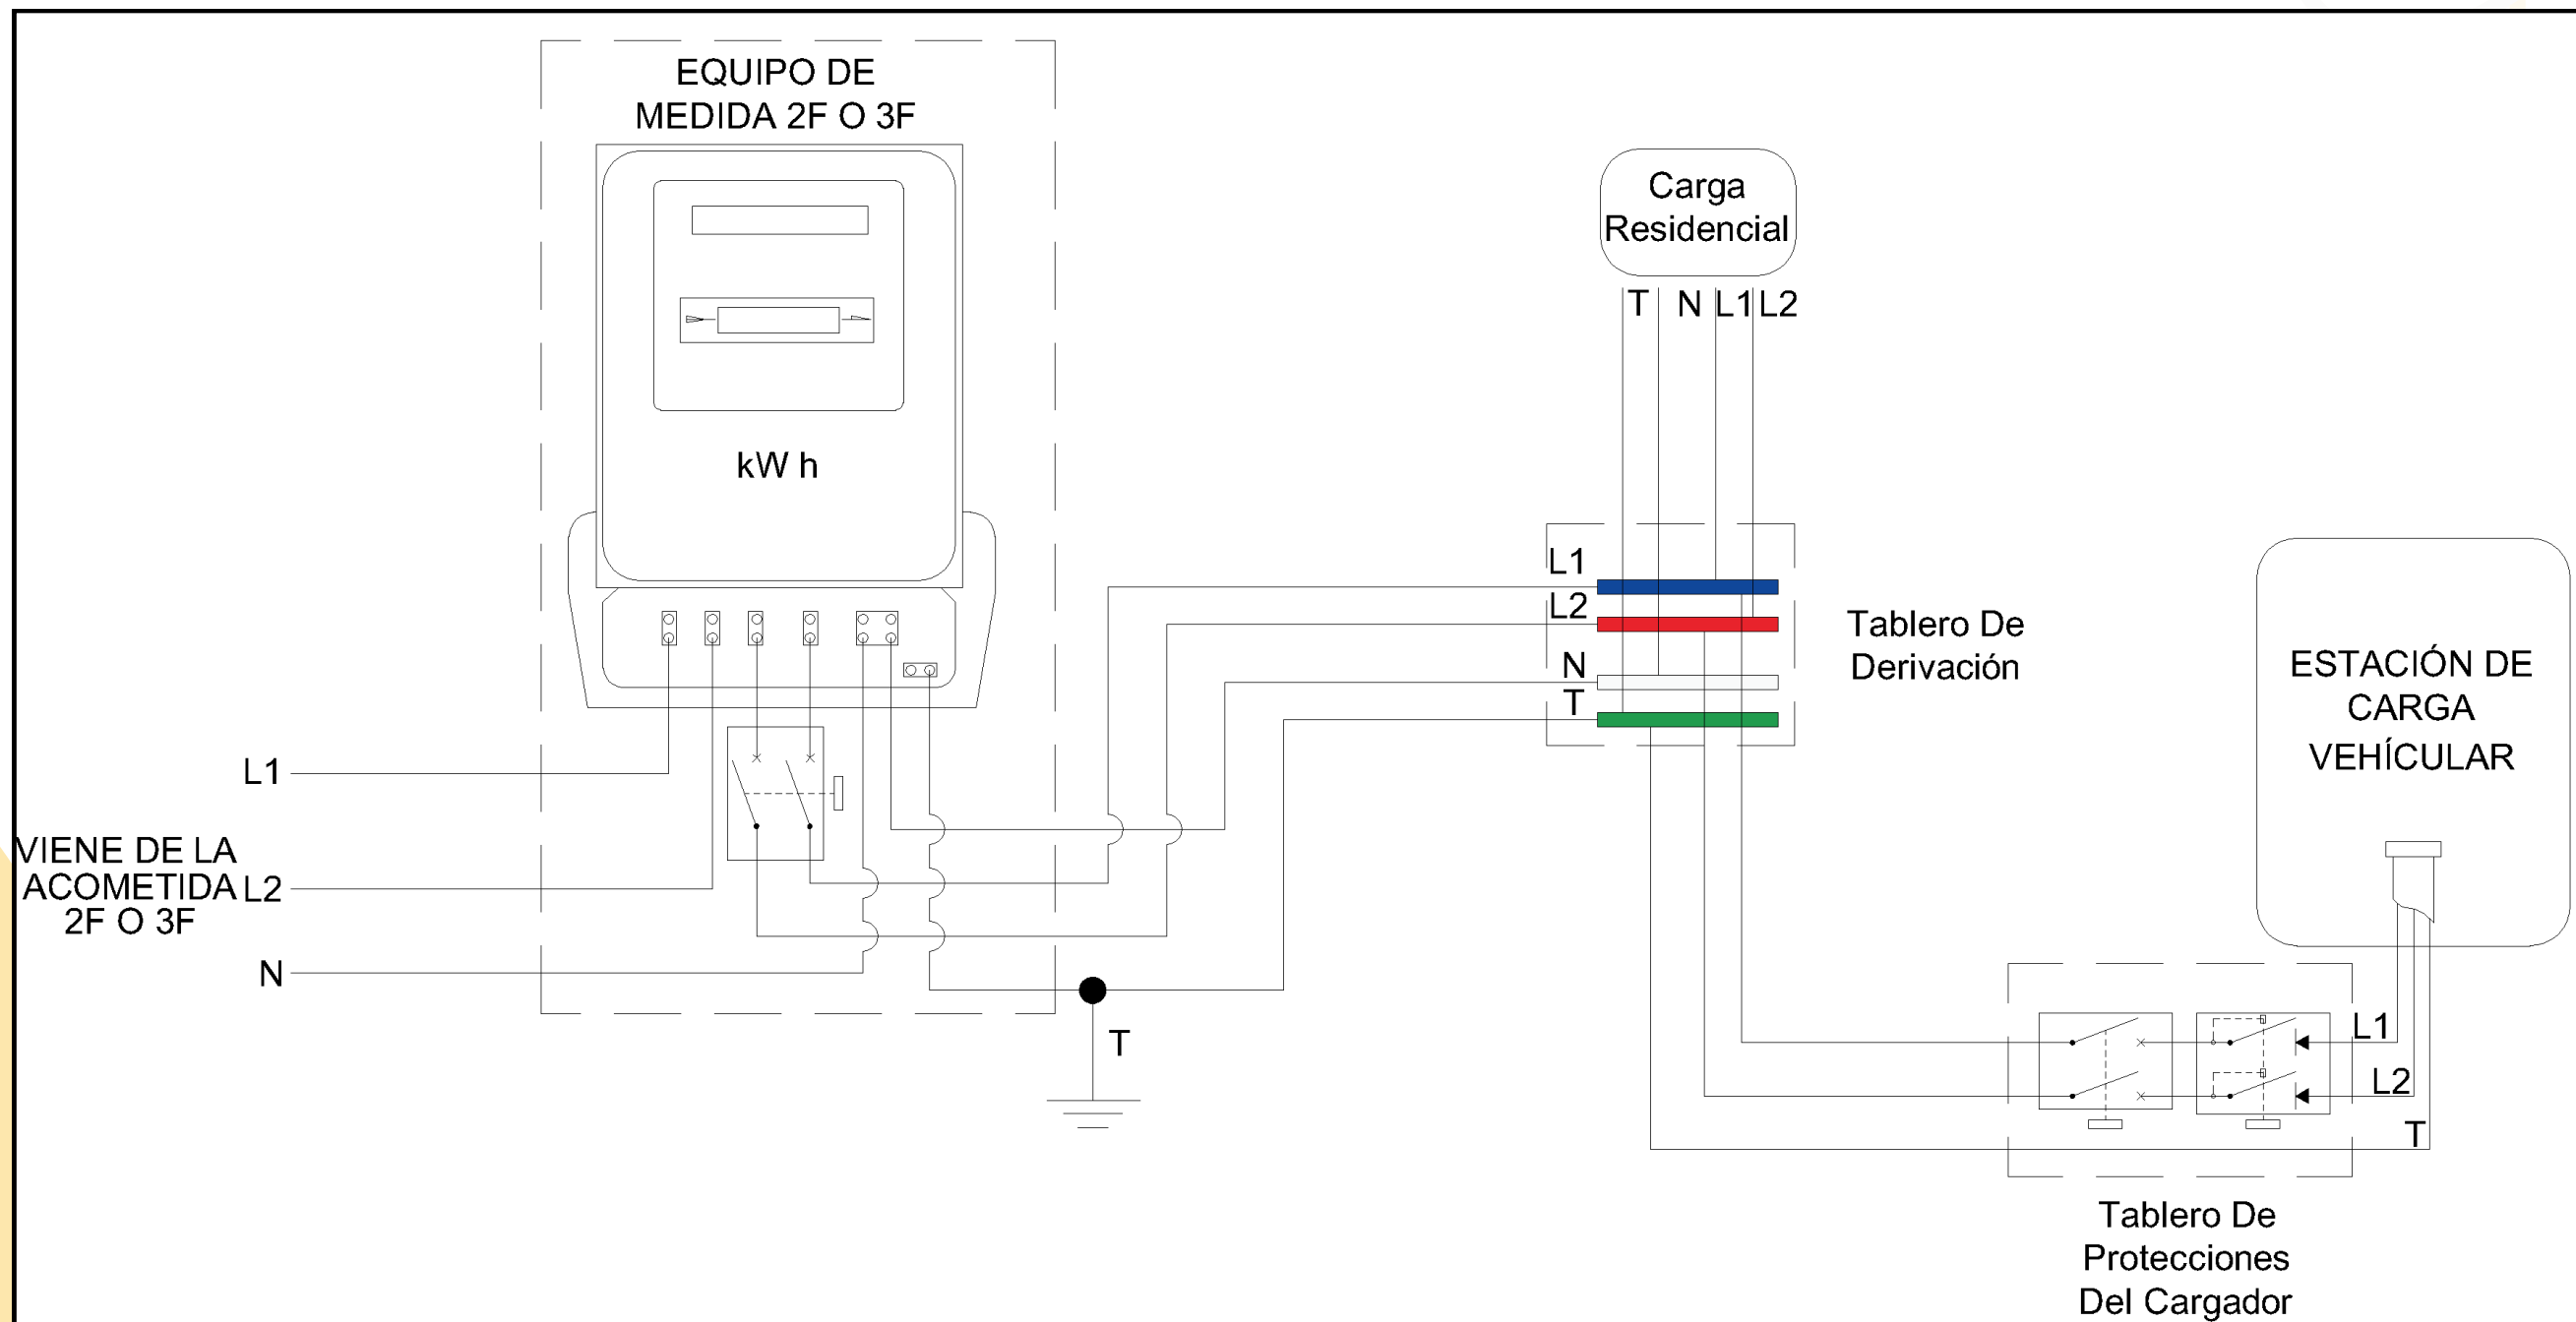 EQUIPO DE
MEDIDA 2F O 3F
kW h
L1
VIENE DE LA
ACOMETIDA
2F O 3F
L2
N
T
Carga
Residencial
T N L1 L2
L1
L2
N
T
Tablero De
Derivación
ESTACIÓN DE
CARGA
VEHÍCULAR
L1
L2
T
Tablero De
Protecciones
Del Cargador